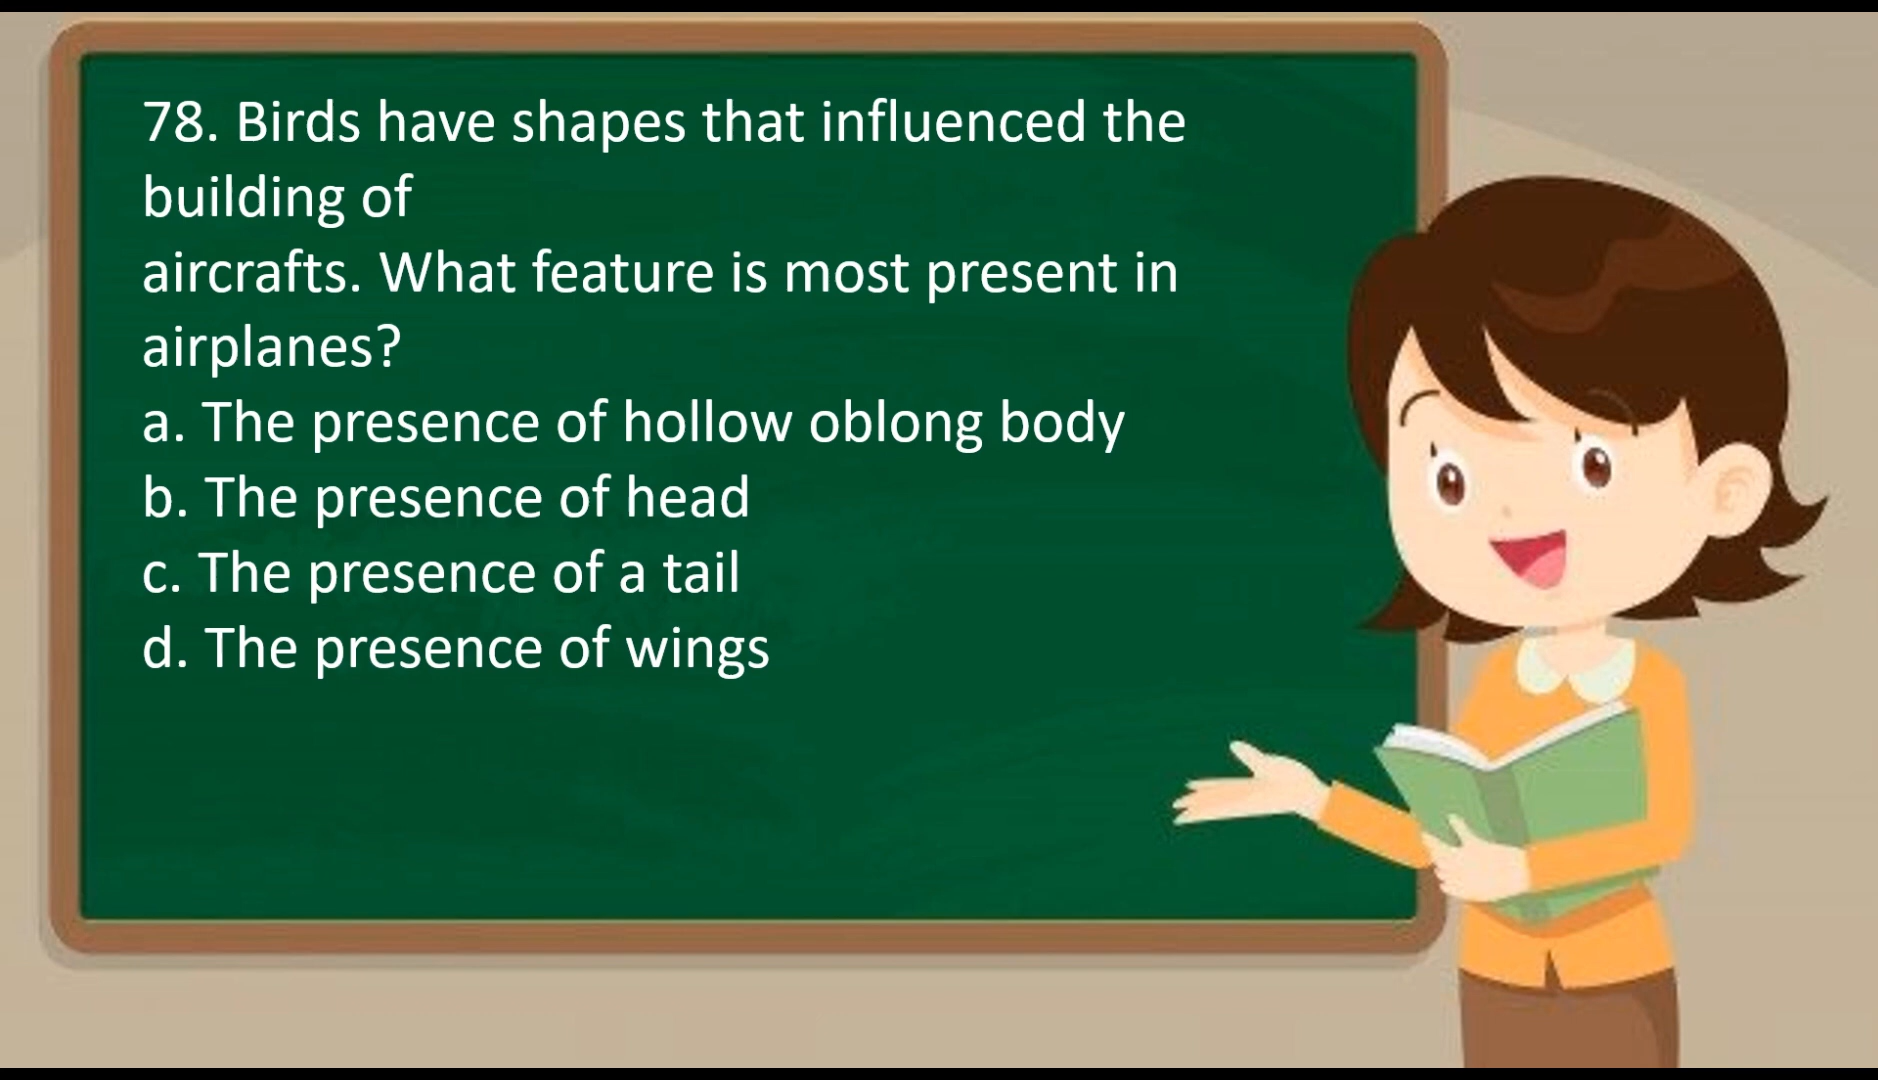 78. Birds have shapes that influenced the
building of
aircrafts. What feature is most present in
airplanes?
a. The presence of hollow oblong body
b. The presence of head
c. The presence of a tail
d. The presence of wings